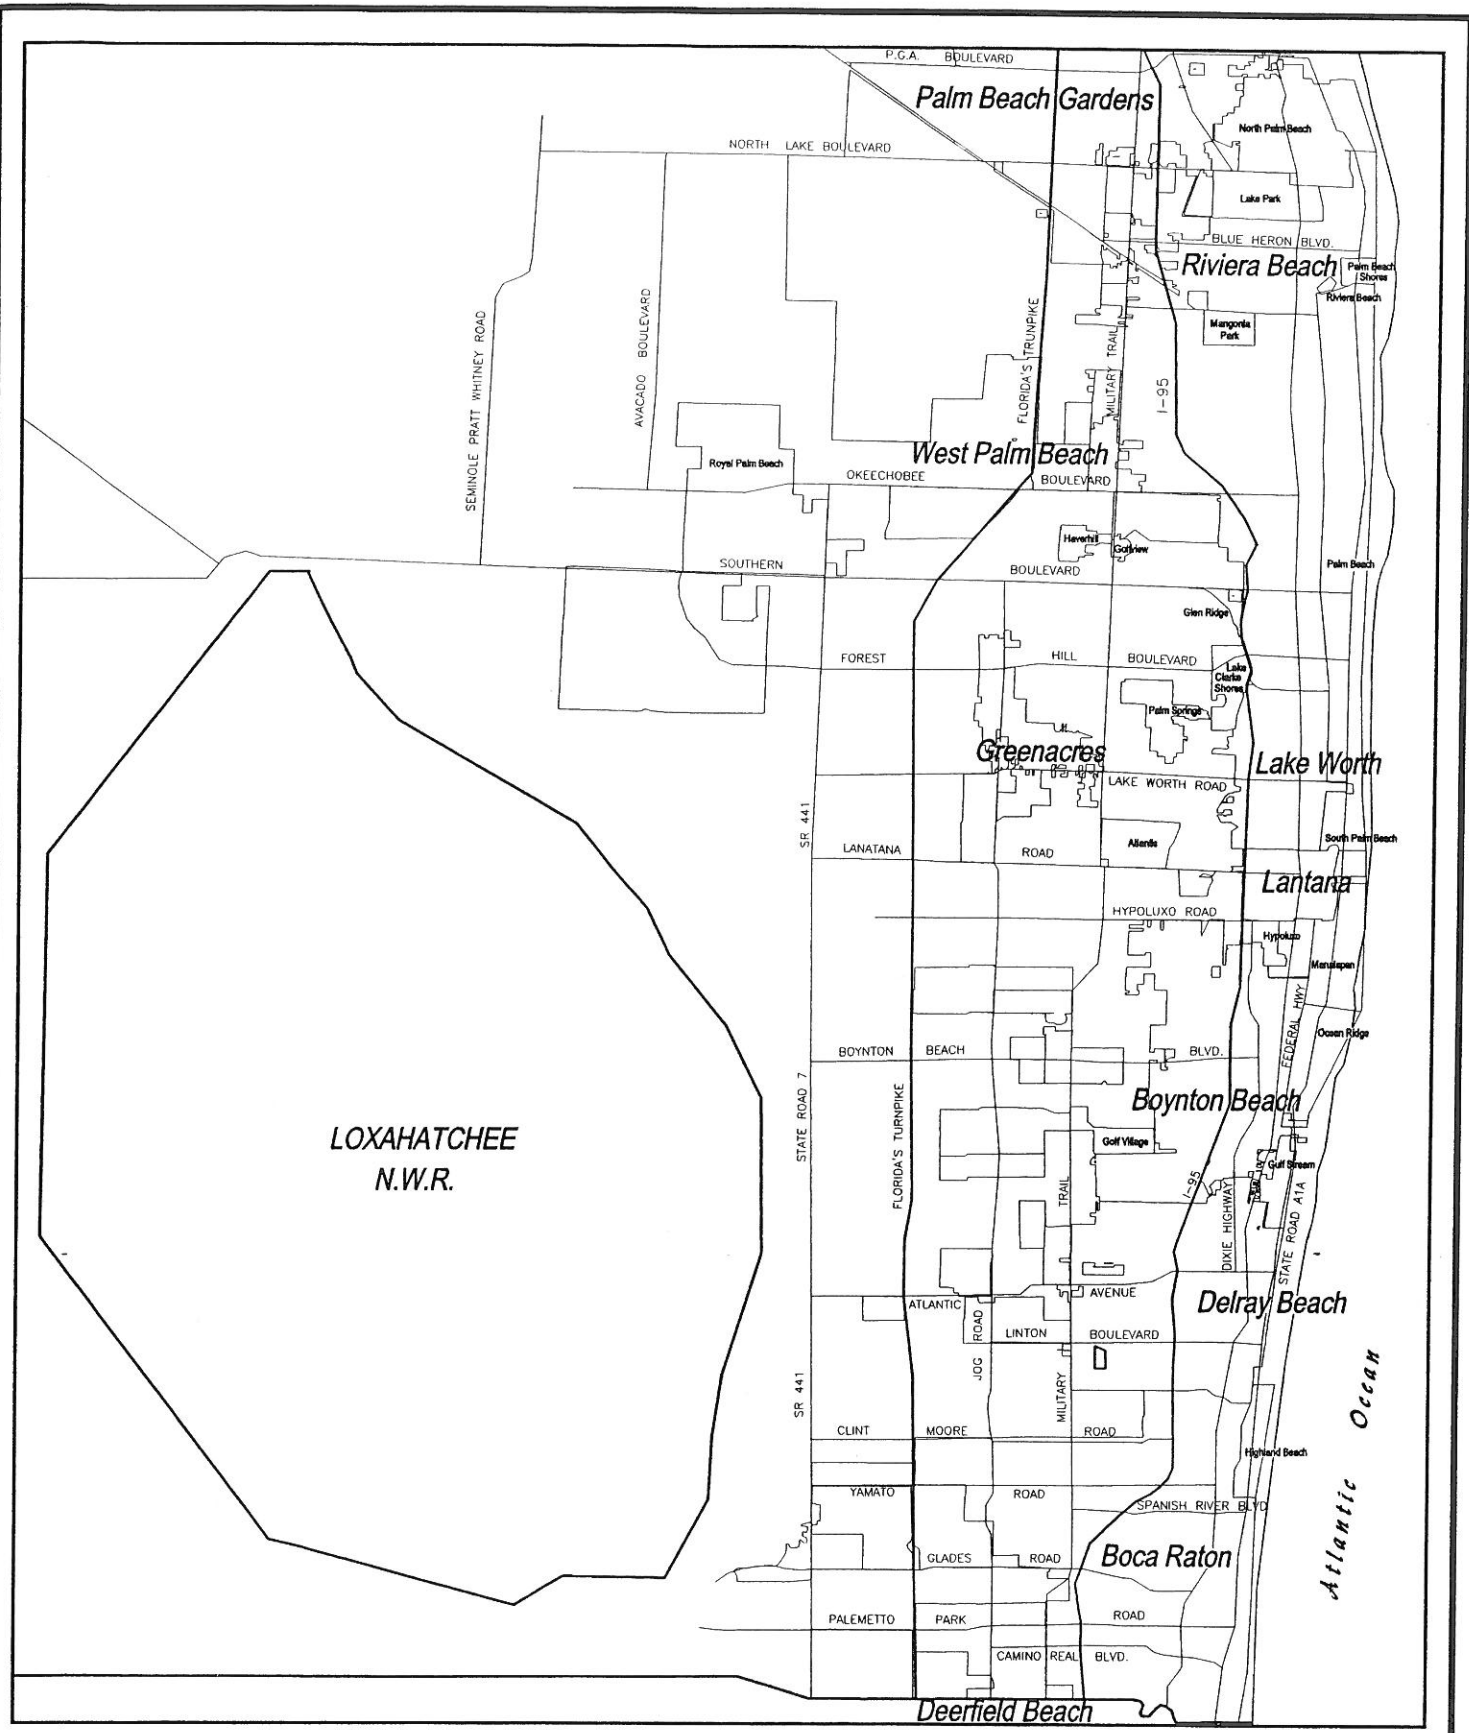 P.G.A. BOULEVARD
Palm Beach Gardens
North Palm Beach
NORTH LAKE BOULEVARD
Lake Park
BLUE HERON BLVD.
Riviera Beach
Palm Beach
Shores
Riviera Beach
Mangonia
Park
SEMINOLE PRATT WHITNEY ROAD
AVACADO BOULEVARD
FLORIDA'S TRUNPIKE
MILITARY TRAIL
I-95
West Palm Beach
Royal Palm Beach
OKEECHOBEE BOULEVARD
Haverhill
Golfview
SOUTHERN BOULEVARD
Palm Beach
Glen Ridge
FOREST HILL BOULEVARD
Lake
Clarke
Shores
Palm Springs
Greenacres
Lake Worth
LAKE WORTH ROAD
SR 441
LANATANA ROAD
Atlantis
South Palm Beach
Lantana
HYPOLUXO ROAD
Hypoluxo
Manalapan
FEDERAL HWY
Ocean Ridge
BOYNTON BEACH BLVD.
STATE ROAD 7
FLORIDA'S TURNPIKE
Boynton Beach
LOXAHATCHEE
N.W.R.
Golf Village
Gulf Stream
TRAIL
I-95
DIXIE HIGHWAY
STATE ROAD A1A
ATLANTIC AVENUE
Delray Beach
JOG ROAD
LINTON BOULEVARD
SR 441
MILITARY
Atlantic Ocean
CLINT MOORE ROAD
Highland Beach
YAMATO ROAD
SPANISH RIVER BLVD
GLADES ROAD
Boca Raton
PALEMETTO PARK ROAD
CAMINO REAL BLVD.
Deerfield Beach